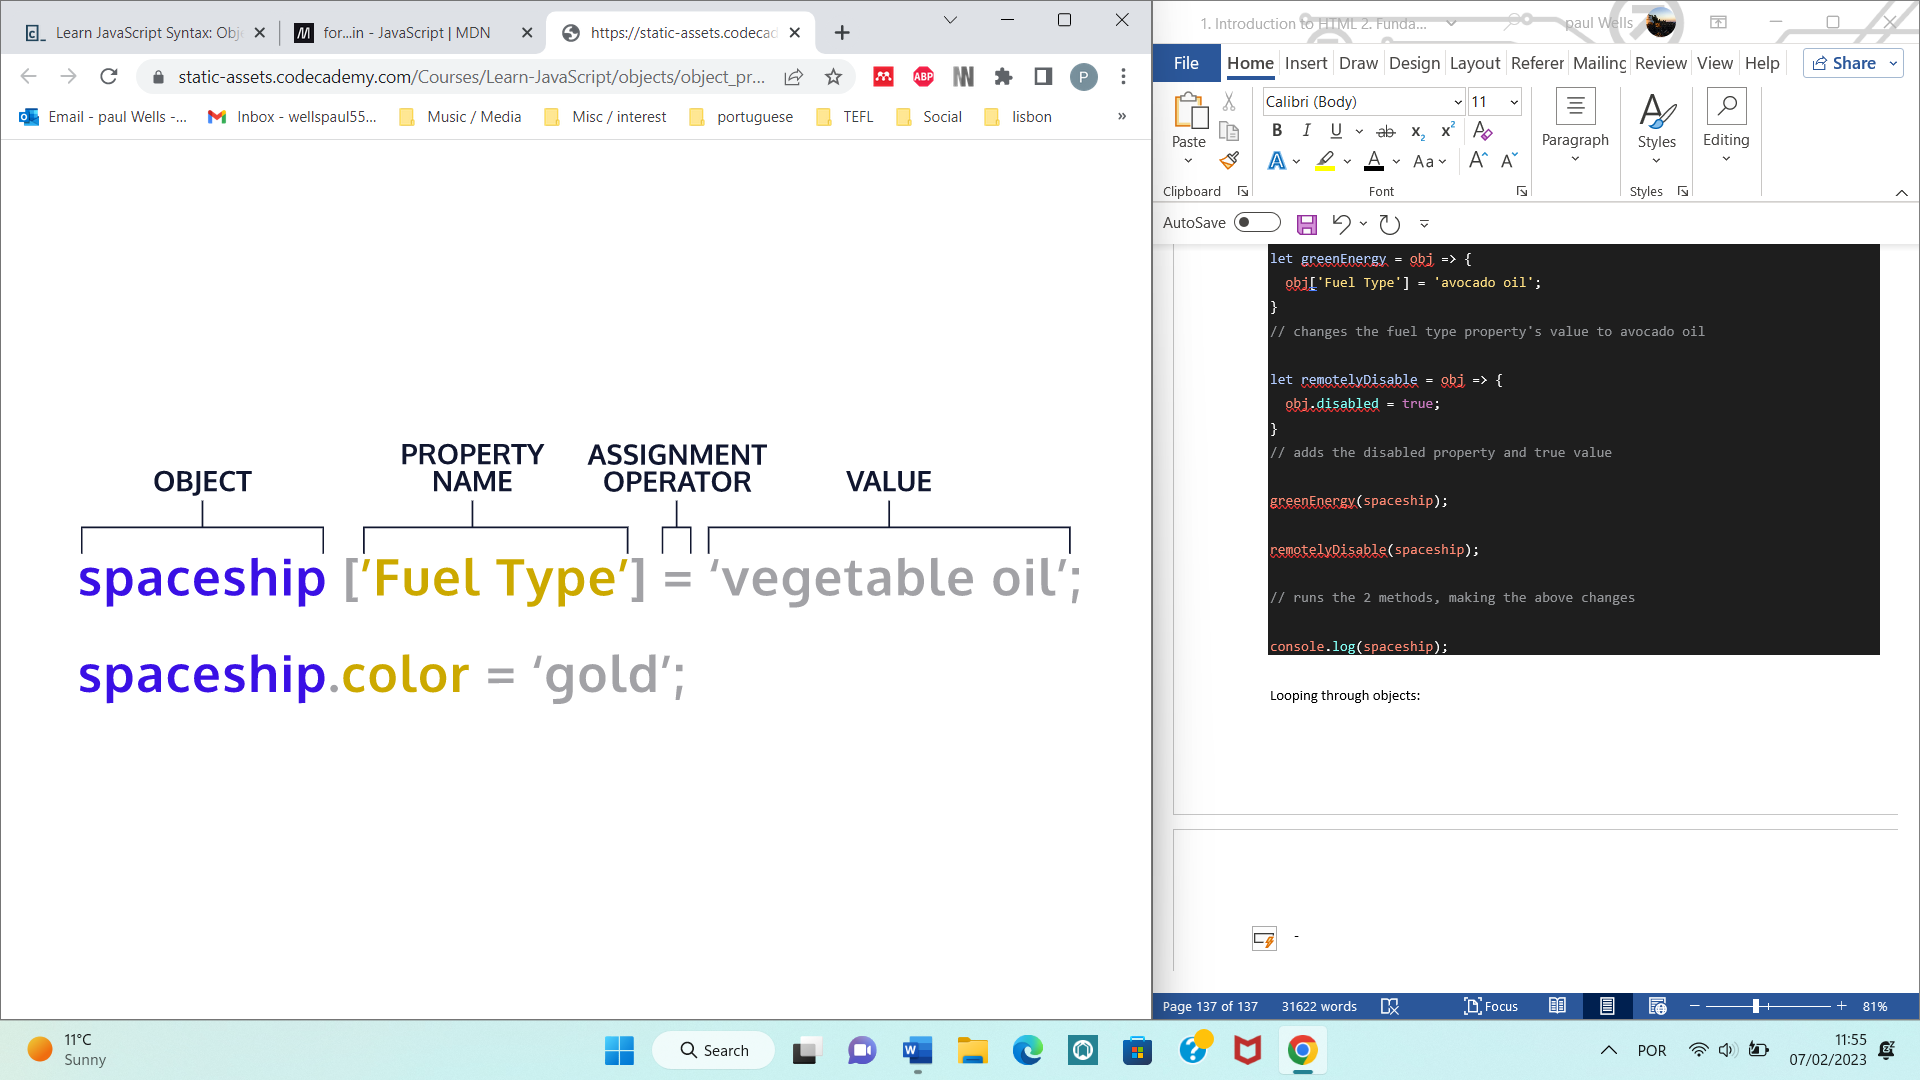 Learn JavaScript Syntax: Obje
for...in - JavaScript | MDN
https://static-assets.codecad
static-assets.codecademy.com/Courses/Learn-JavaScript/objects/object_pr...
ABP
P
Email - paul Wells -...
Inbox - wellspaul55...
Music / Media
Misc / interest
portuguese
TEFL
Social
lisbon
»
OBJECT
PROPERTY
NAME
ASSIGNMENT
OPERATOR
VALUE
spaceship [’Fuel Type’] = ‘vegetable oil’;
spaceship.color = ‘gold’;
1. Introduction to HTML 2. Funda...
paul Wells
File
Home
Insert
Draw
Design
Layout
Referer
Mailing
Review
View
Help
Share
Paste
Clipboard
Calibri (Body)
11
B I U ab x₂ x²
A A Aa A A
Font
Paragraph
Styles
Styles
Editing
AutoSave
let greenEnergy = obj => {
obj['Fuel Type'] = 'avocado oil';
}
// changes the fuel type property's value to avocado oil
let remotelyDisable = obj => {
obj.disabled = true;
}
// adds the disabled property and true value
greenEnergy(spaceship);
remotelyDisable(spaceship);
// runs the 2 methods, making the above changes
console.log(spaceship);
Looping through objects:
-
Page 137 of 137
31622 words
Focus
81%
11°C
Sunny
Search
POR
11:55
07/02/2023